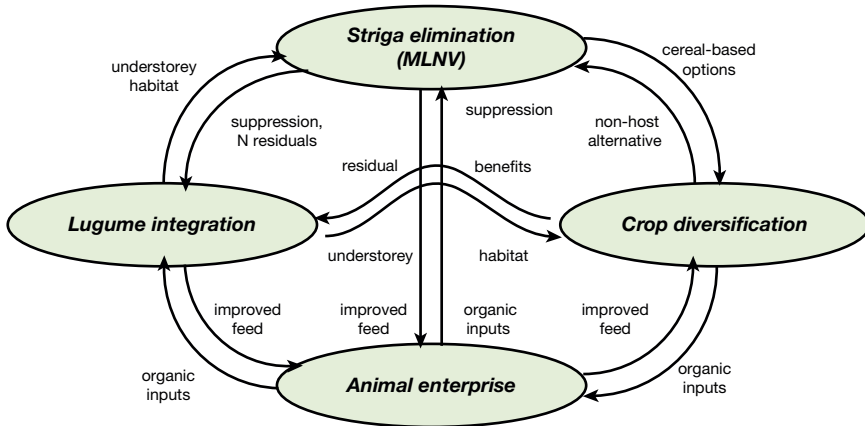 Striga elimination
(MLNV)
understorey
habitat
cereal-based
options
suppression,
N residuals
suppression
non-host
alternative
residual
benefits
Lugume integration
Crop diversification
understorey
habitat
improved
feed
improved
feed
organic
inputs
improved
feed
organic
inputs
Animal enterprise
organic
inputs